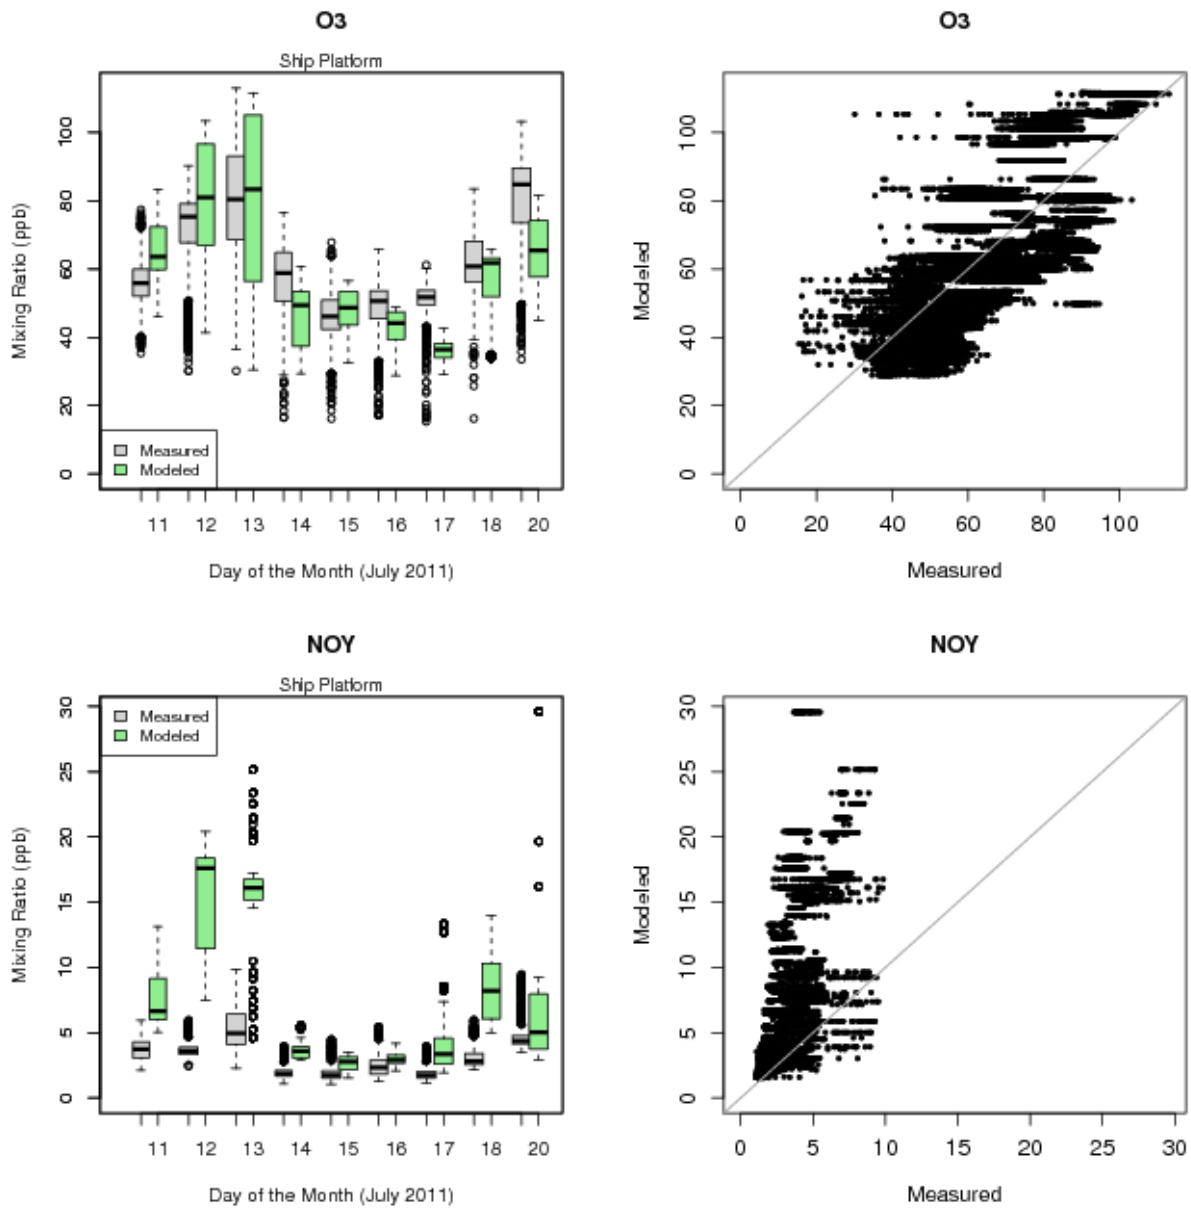 O3
Ship Platform
Mixing Ratio (ppb)
0 20 40 60 80 100
Measured
Modeled
11 12 13 14 15 16 17 18 20
Day of the Month (July 2011)
O3
Modeled
0 20 40 60 80 100
0 20 40 60 80 100
Measured
NOY
Ship Platform
Mixing Ratio (ppb)
0 5 10 15 20 25 30
Measured
Modeled
11 12 13 14 15 16 17 18 20
Day of the Month (July 2011)
NOY
Modeled
0 5 10 15 20 25 30
0 5 10 15 20 25 30
Measured